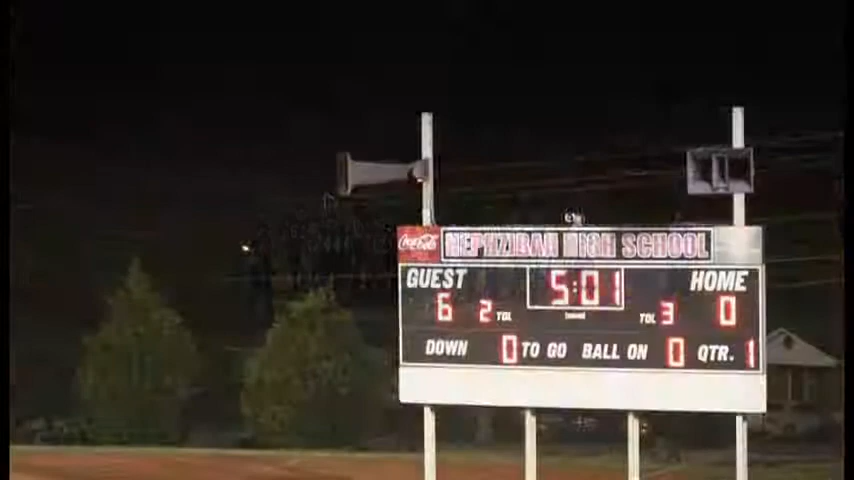 Coca-Cola HEPHZIBAH HIGH SCHOOL
GUEST 5:01 HOME
6 2 TOL TOL 3 0
DOWN 0 TO GO BALL ON 0 QTR. 1